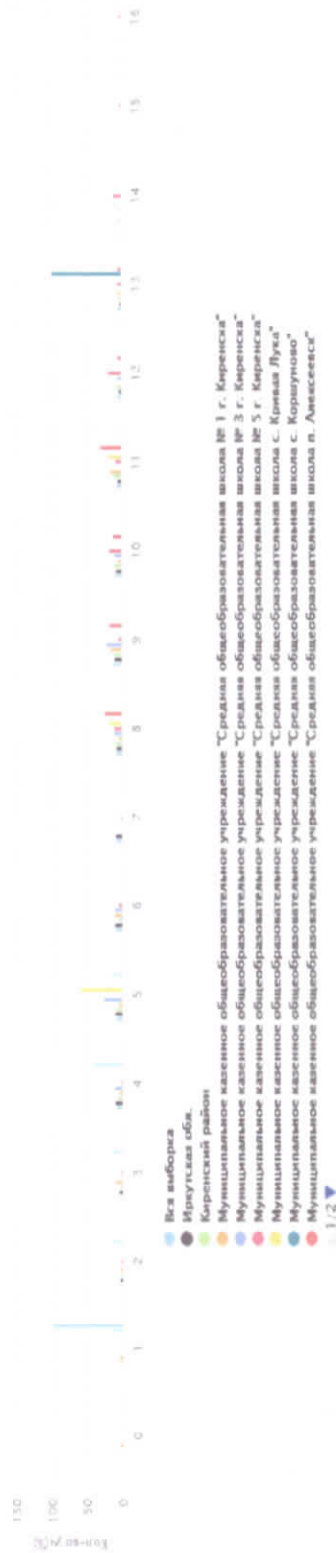 150
100
50
0
Кол-во уч [%]
0 1 2 3 4 5 6 7 8 9 10 11 12 13 14 15 16
Вся выборка
Иркутская обл.
Киренский район
Муниципальное казенное общеобразовательное учреждение "Средняя общеобразовательная школа № 1 г. Киренска"
Муниципальное казенное общеобразовательное учреждение "Средняя общеобразовательная школа № 3 г. Киренска"
Муниципальное казенное общеобразовательное учреждение "Средняя общеобразовательная школа № 5 г. Киренска"
Муниципальное казенное общеобразовательное учреждение "Средняя общеобразовательная школа с. Кривая Лука"
Муниципальное казенное общеобразовательное учреждение "Средняя общеобразовательная школа с. Коршуново"
Муниципальное казенное общеобразовательное учреждение "Средняя общеобразовательная школа п. Алексеевск"
1/2